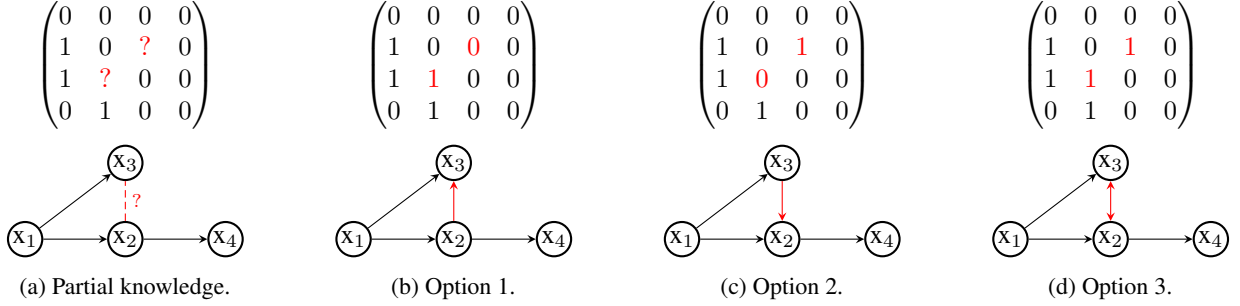 0 0 0 0
1 0 ? 0
1 ? 0 0
0 1 0 0
x3
?
x1 x2 x4
(a) Partial knowledge.
0 0 0 0
1 0 0 0
1 1 0 0
0 1 0 0
x3
x1 x2 x4
(b) Option 1.
0 0 0 0
1 0 1 0
1 0 0 0
0 1 0 0
x3
x1 x2 x4
(c) Option 2.
0 0 0 0
1 0 1 0
1 1 0 0
0 1 0 0
x3
x1 x2 x4
(d) Option 3.